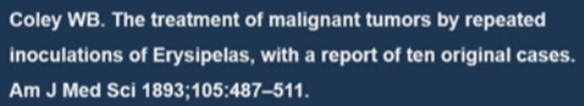 Coley WB. The treatment of malignant tumors by repeated
inoculations of Erysipelas, with a report of ten original cases.
Am J Med Sci 1893;105:487–511.